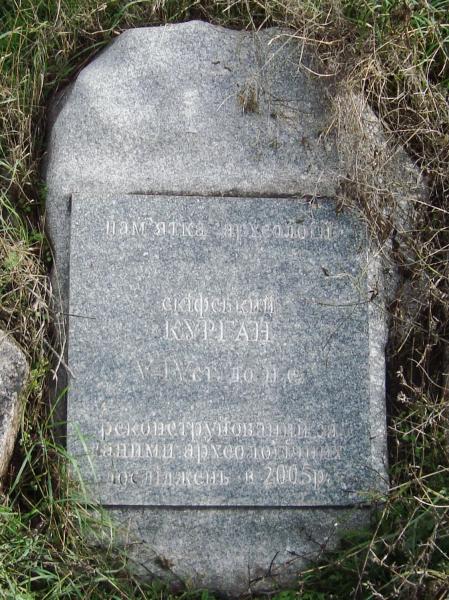 пам'ятка археології
скіфський
КУРГАН
V-IV ст. до н.е.
реконструйований за
даними археологічних
досліджень в 2005р.